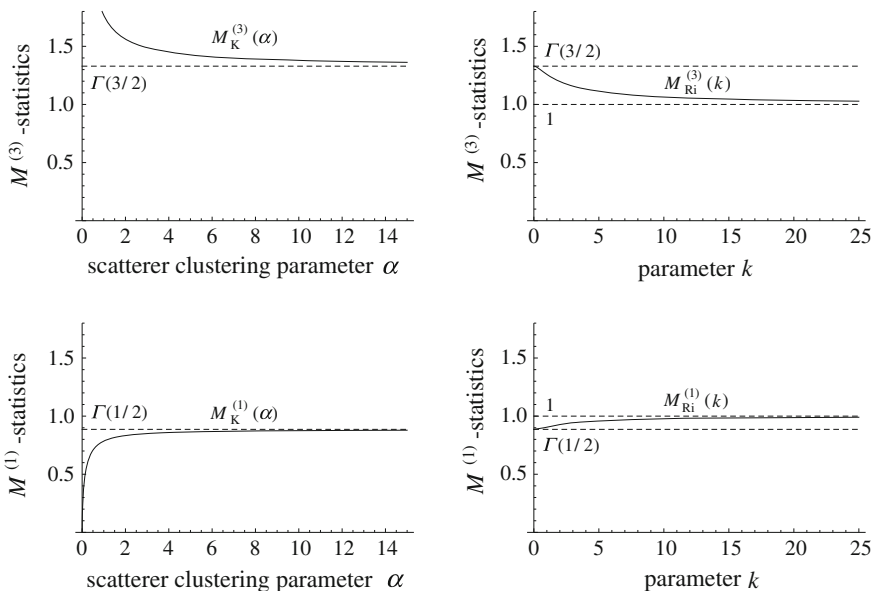 M^(3)-statistics
1.5
1.0
0.5
M_K^(3)(α)
Γ(3/2)
0 2 4 6 8 10 12 14
scatterer clustering parameter α
M^(3)-statistics
1.5
1.0
0.5
Γ(3/2)
M_Ri^(3)(k)
1
0 5 10 15 20 25
parameter k
M^(1)-statistics
1.5
1.0
0.5
Γ(1/2)
M_K^(1)(α)
0 2 4 6 8 10 12 14
scatterer clustering parameter α
M^(1)-statistics
1.5
1.0
0.5
1
M_Ri^(1)(k)
Γ(1/2)
0 5 10 15 20 25
parameter k